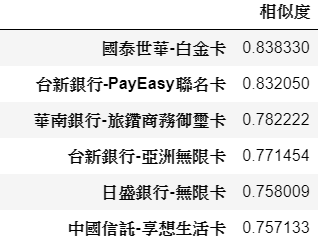 相似度
國泰世華-白金卡 0.838330
台新銀行-PayEasy聯名卡 0.832050
華南銀行-旅鑽商務御璽卡 0.782222
台新銀行-亞洲無限卡 0.771454
日盛銀行-無限卡 0.758009
中國信託-享想生活卡 0.757133